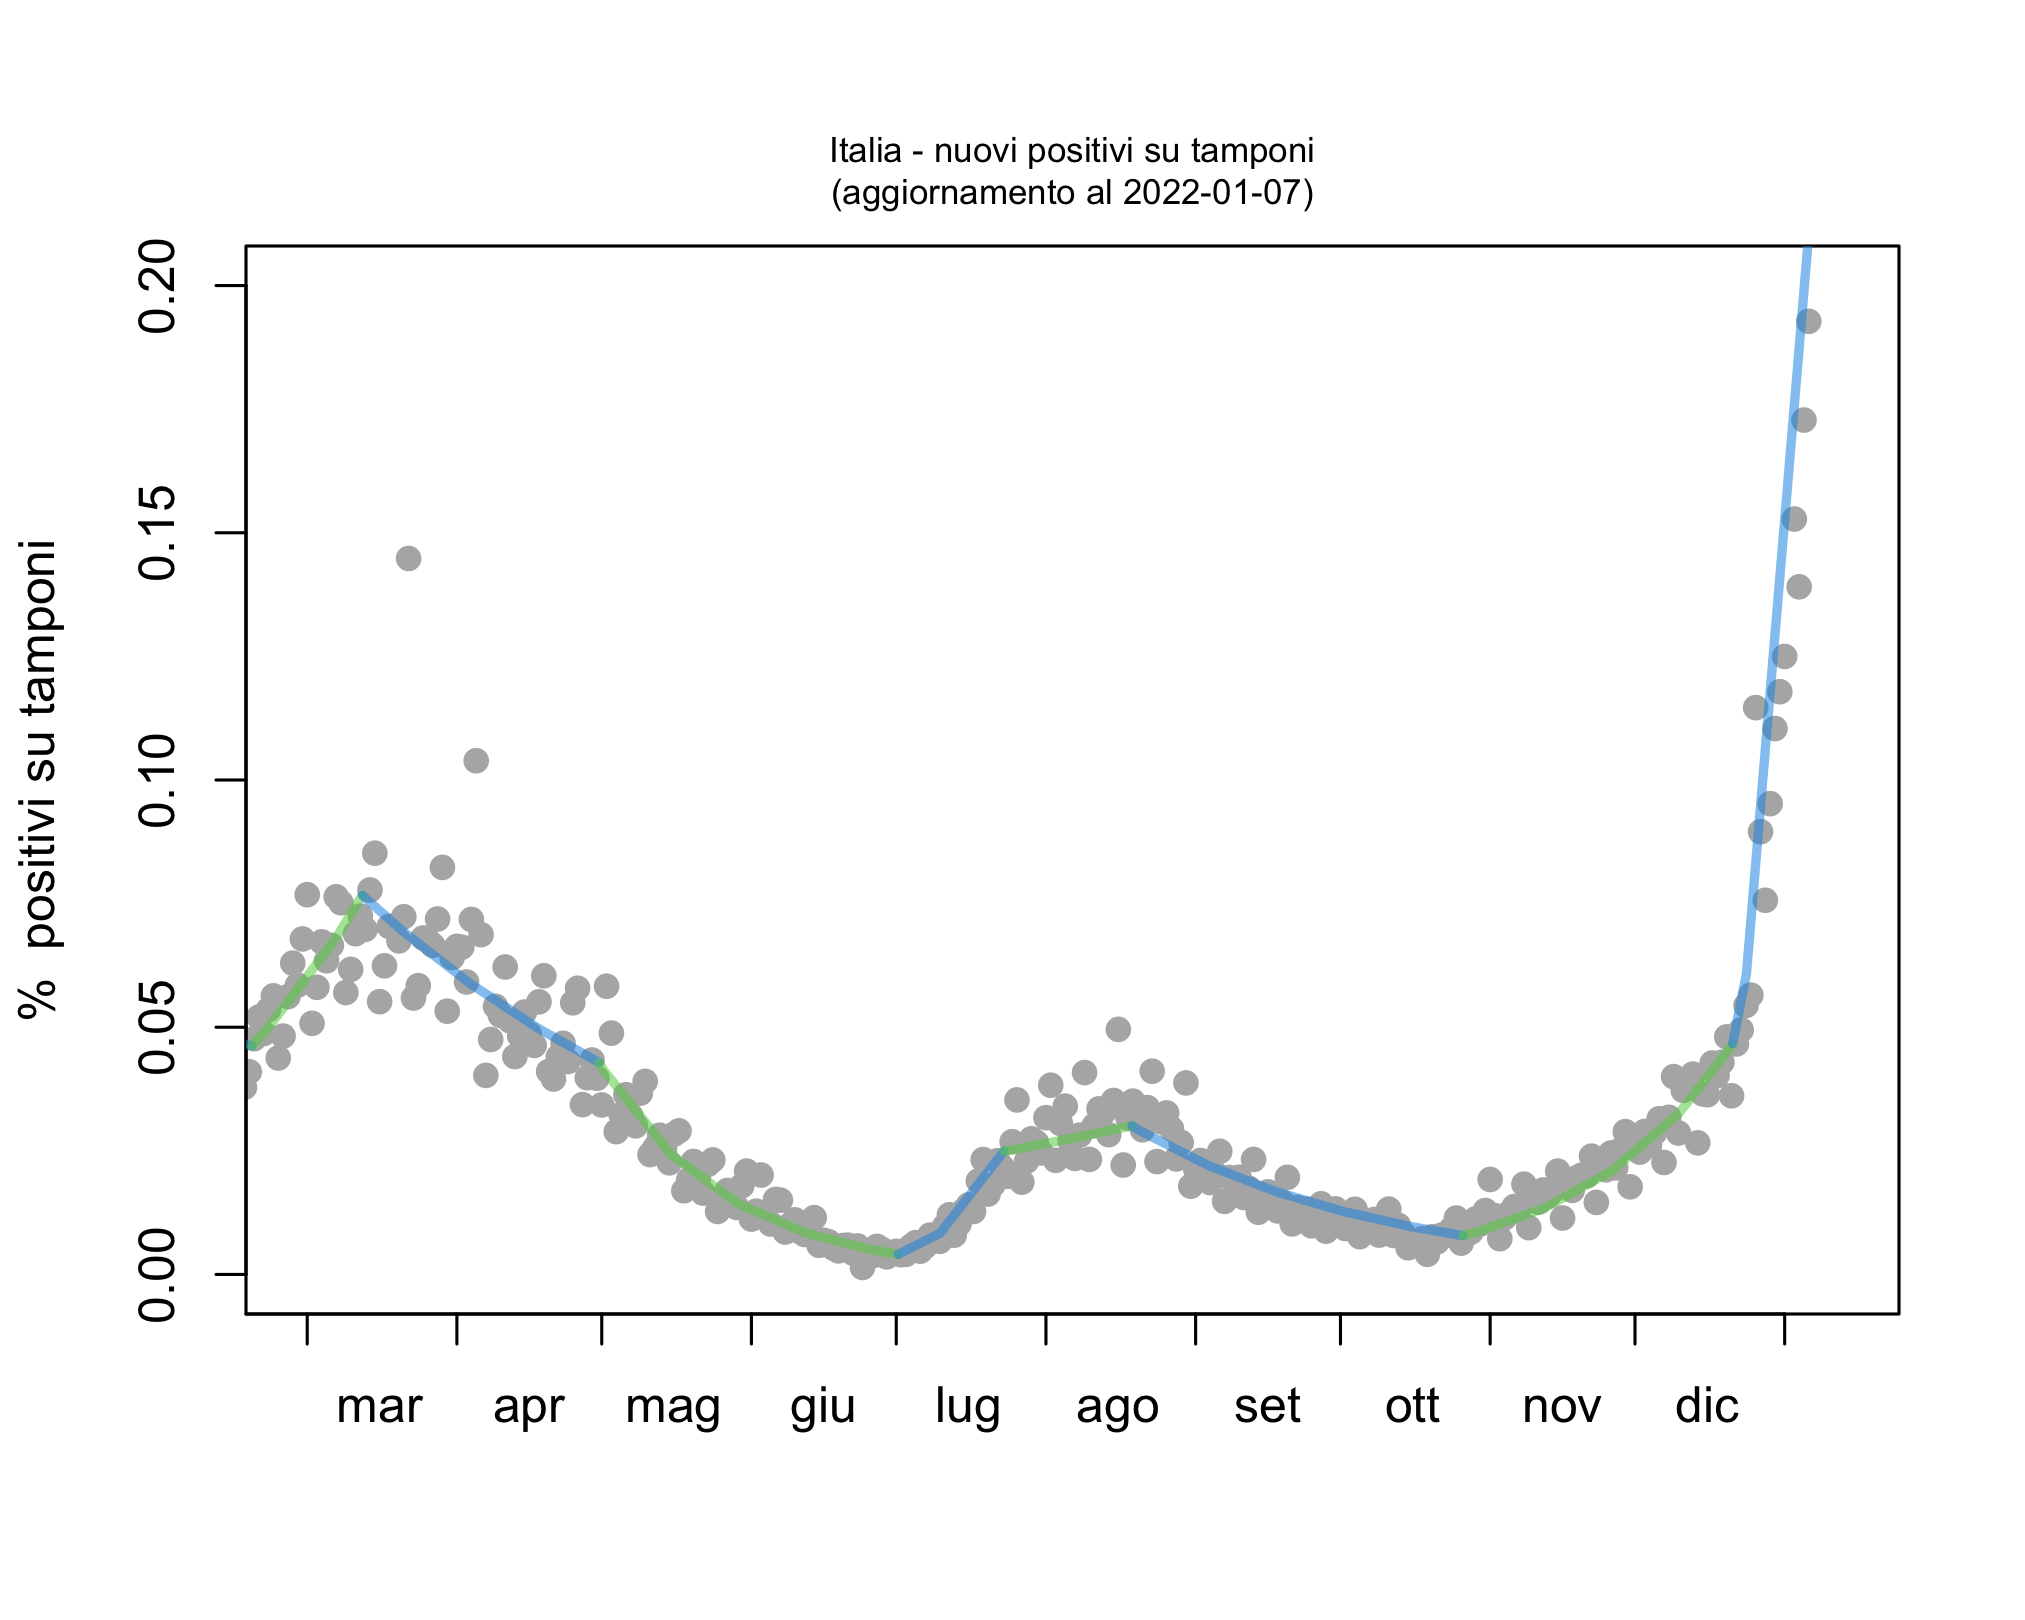 Italia - nuovi positivi su tamponi
(aggiornamento al 2022-01-07)
% positivi su tamponi
0.20
0.15
0.10
0.05
0.00
mar apr mag giu lug ago set ott nov dic